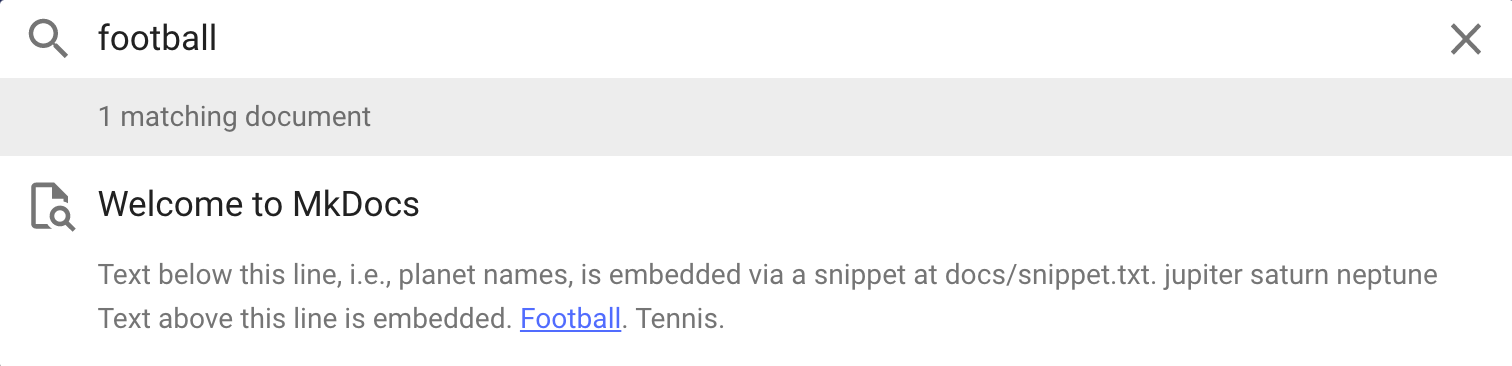 football
1 matching document
Welcome to MkDocs
Text below this line, i.e., planet names, is embedded via a snippet at docs/snippet.txt. jupiter saturn neptune
Text above this line is embedded. Football. Tennis.